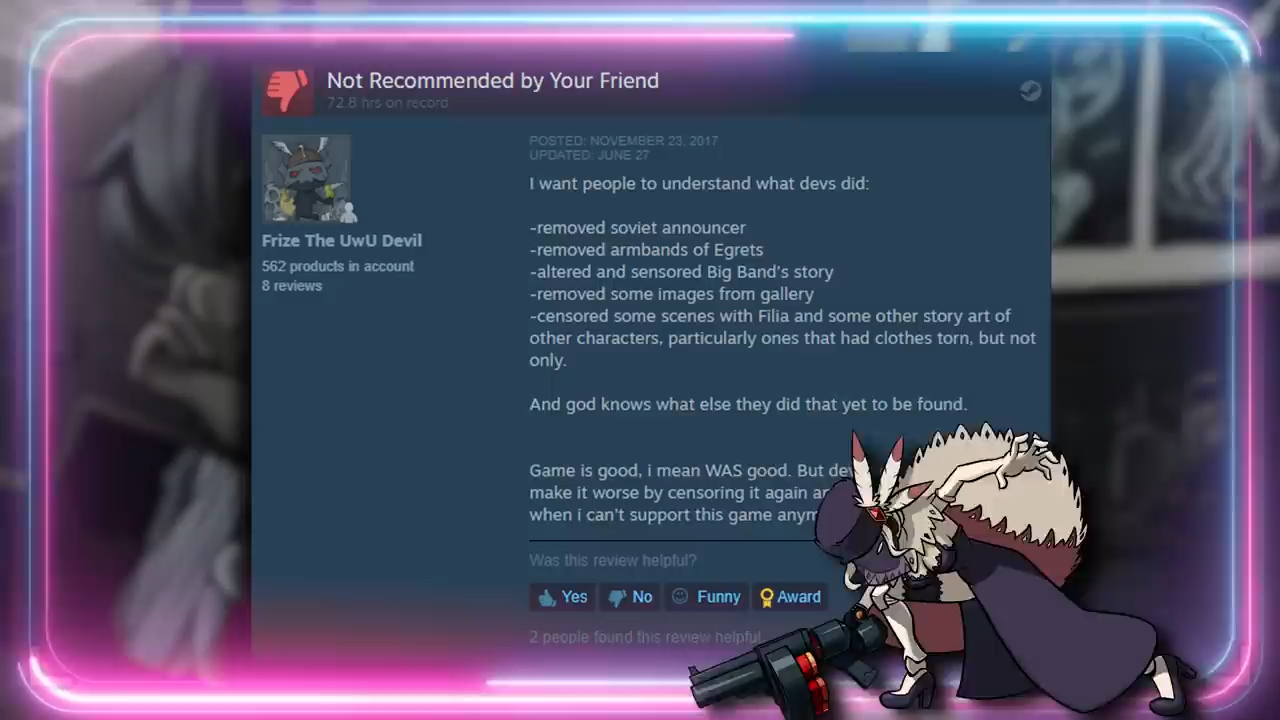 Not Recommended by Your Friend
72.8 hrs on record
POSTED: NOVEMBER 23, 2017
UPDATED: JUNE 27
Frize The UwU Devil
562 products in account
8 reviews
I want people to understand what devs did:
-removed soviet announcer
-removed armbands of Egrets
-altered and sensored Big Band's story
-removed some images from gallery
-censored some scenes with Filia and some other story art of
other characters, particularly ones that had clothes torn, but not
only.
And god knows what else they did that yet to be found.
Game is good, i mean WAS good. But
make it worse by censoring it again
when i can't support this game
Was this review helpful?
Yes
No
Funny
Award
2 people found this review helpful